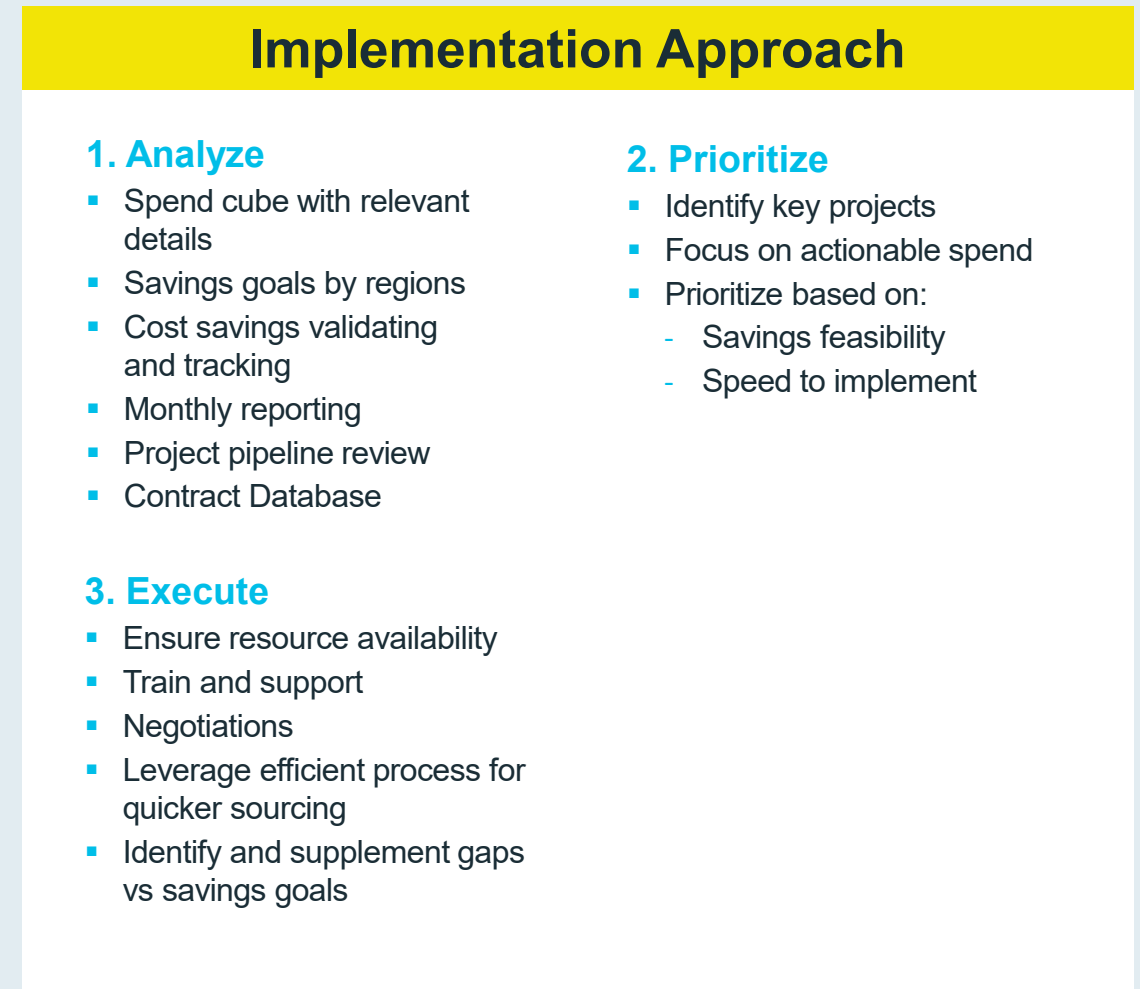 Implementation Approach
1. Analyze
▪ Spend cube with relevant
details
▪ Savings goals by regions
▪ Cost savings validating
and tracking
▪ Monthly reporting
▪ Project pipeline review
▪ Contract Database
2. Prioritize
▪ Identify key projects
▪ Focus on actionable spend
▪ Prioritize based on:
- Savings feasibility
- Speed to implement
3. Execute
▪ Ensure resource availability
▪ Train and support
▪ Negotiations
▪ Leverage efficient process for
quicker sourcing
▪ Identify and supplement gaps
vs savings goals